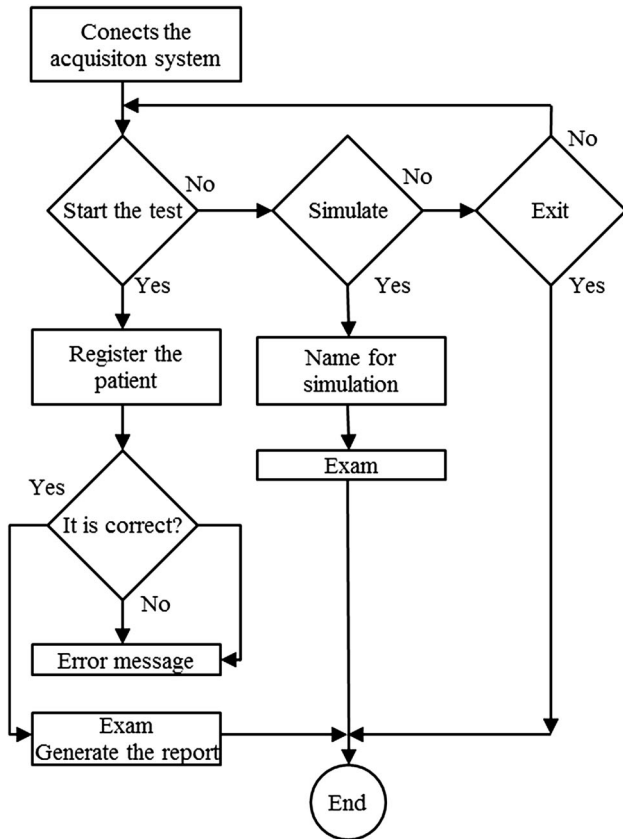 Conects the
acquisiton system
No
No
No
Start the test
Simulate
Exit
Yes
Yes
Yes
Register the
patient
Name for
simulation
Exam
Yes
It is correct?
No
Error message
Exam
Generate the report
End